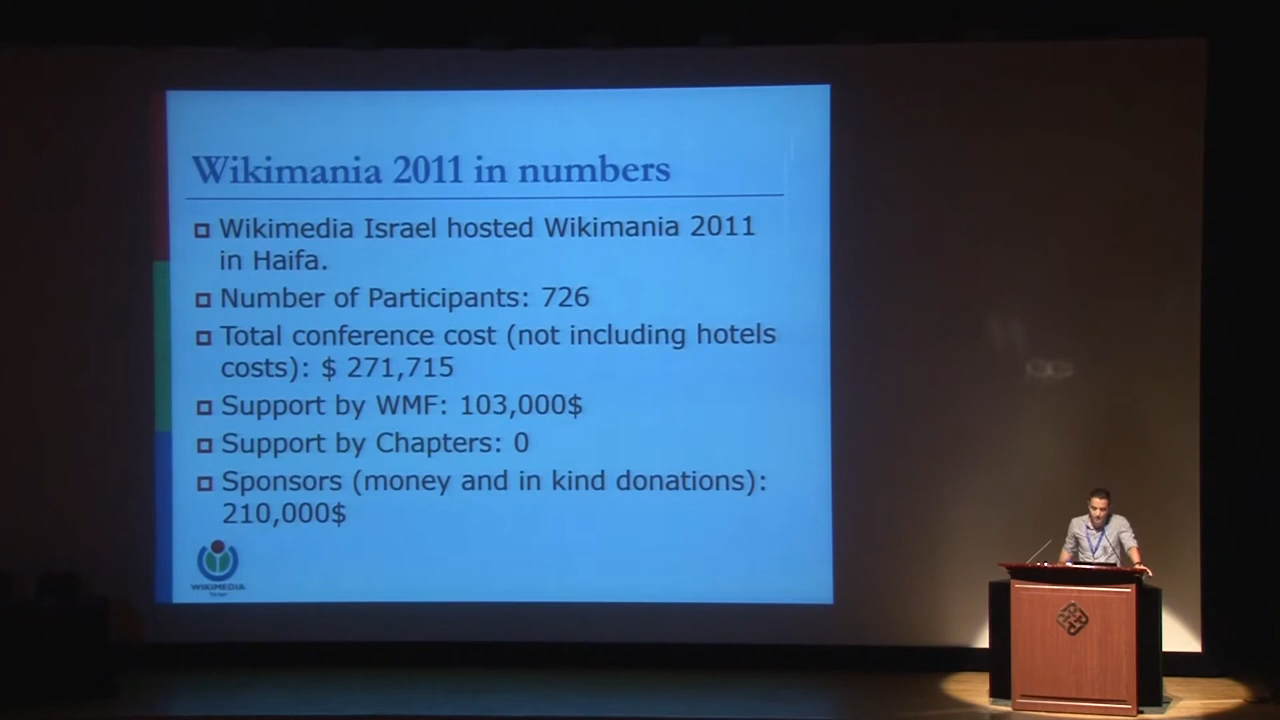 Wikimania 2011 in numbers
Wikimedia Israel hosted Wikimania 2011
in Haifa.
Number of Participants: 726
Total conference cost (not including hotels
costs): $ 271,715
Support by WMF: 103,000$
Support by Chapters: 0
Sponsors (money and in kind donations):
210,000$
WIKIMEDIA